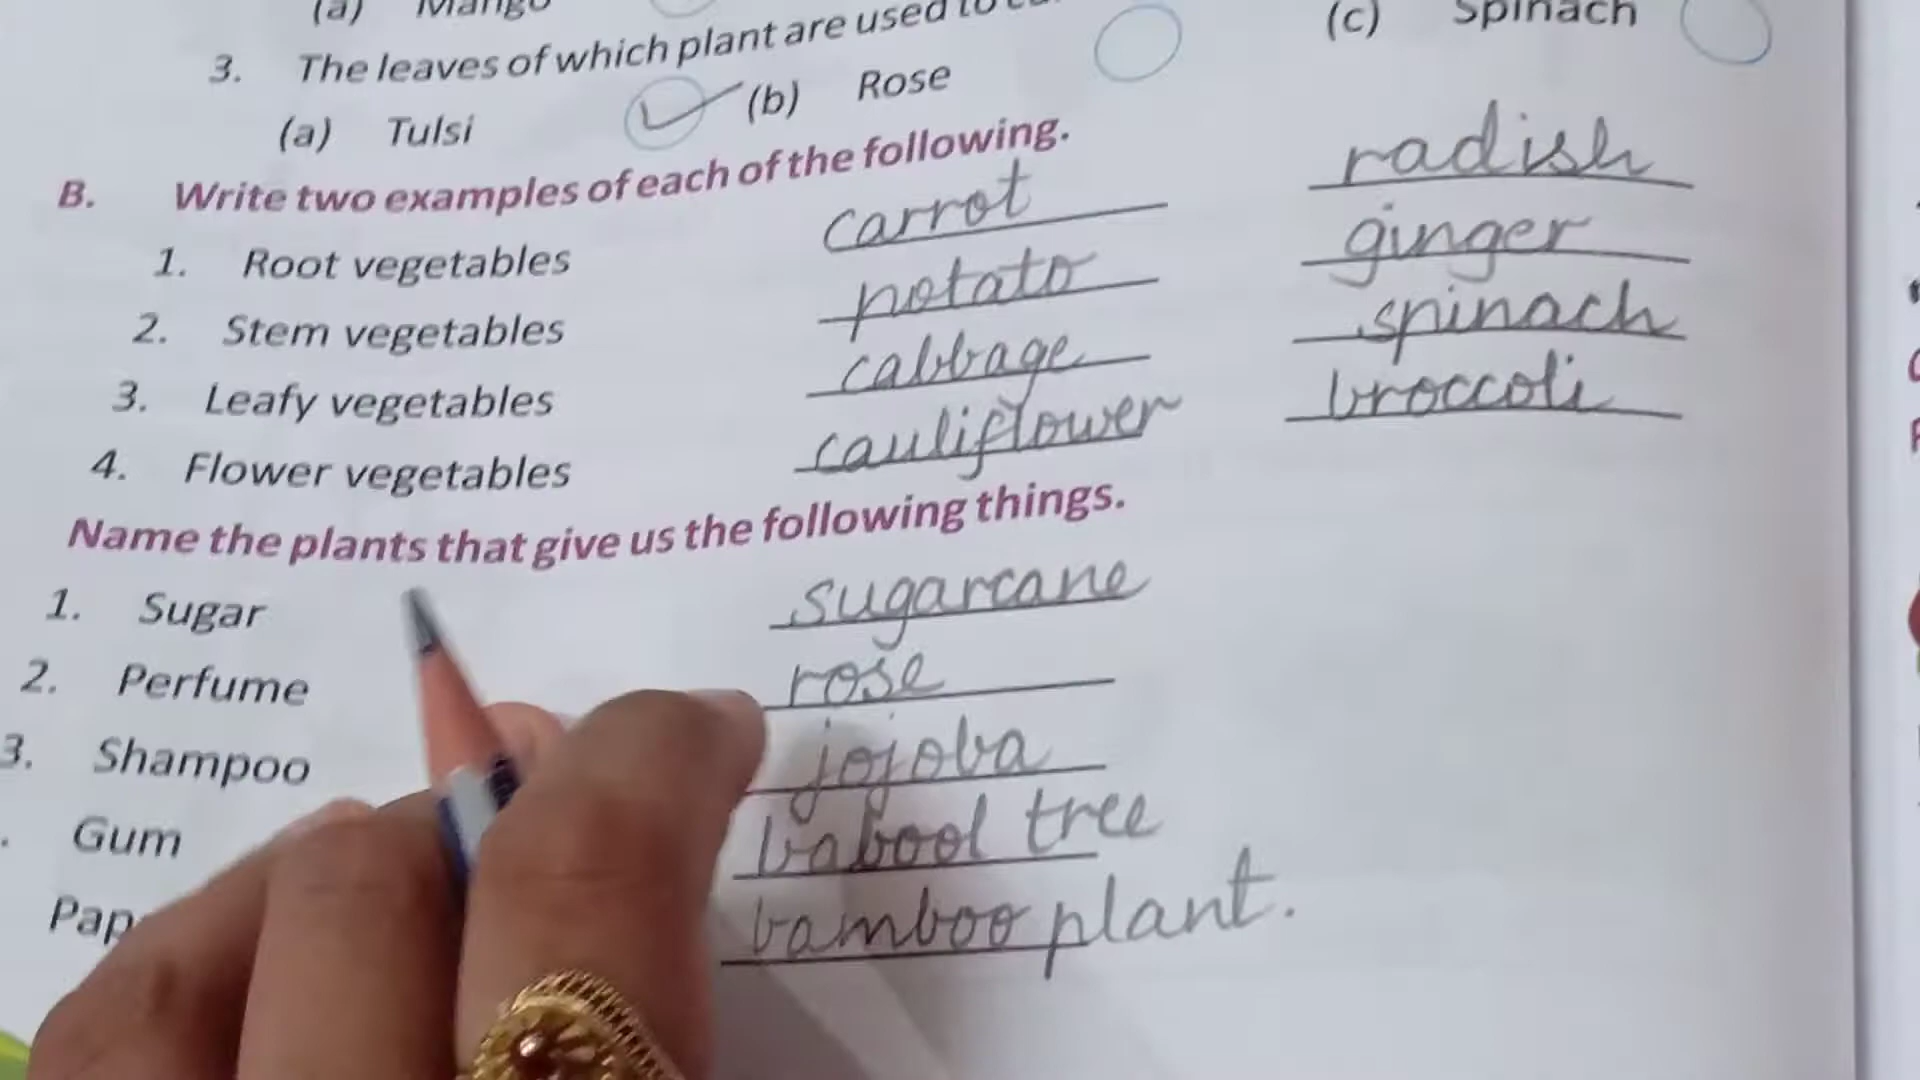 (a) Mango
(c) Spinach
3. The leaves of which plant are used to
(a) Tulsi (b) Rose
B. Write two examples of each of the following.
1. Root vegetables carrot radish
2. Stem vegetables potato ginger
3. Leafy vegetables cabbage spinach
4. Flower vegetables cauliflower broccoli
Name the plants that give us the following things.
1. Sugar sugarcane
2. Perfume rose
3. Shampoo jojoba
. Gum babool tree
Pap bamboo plant.